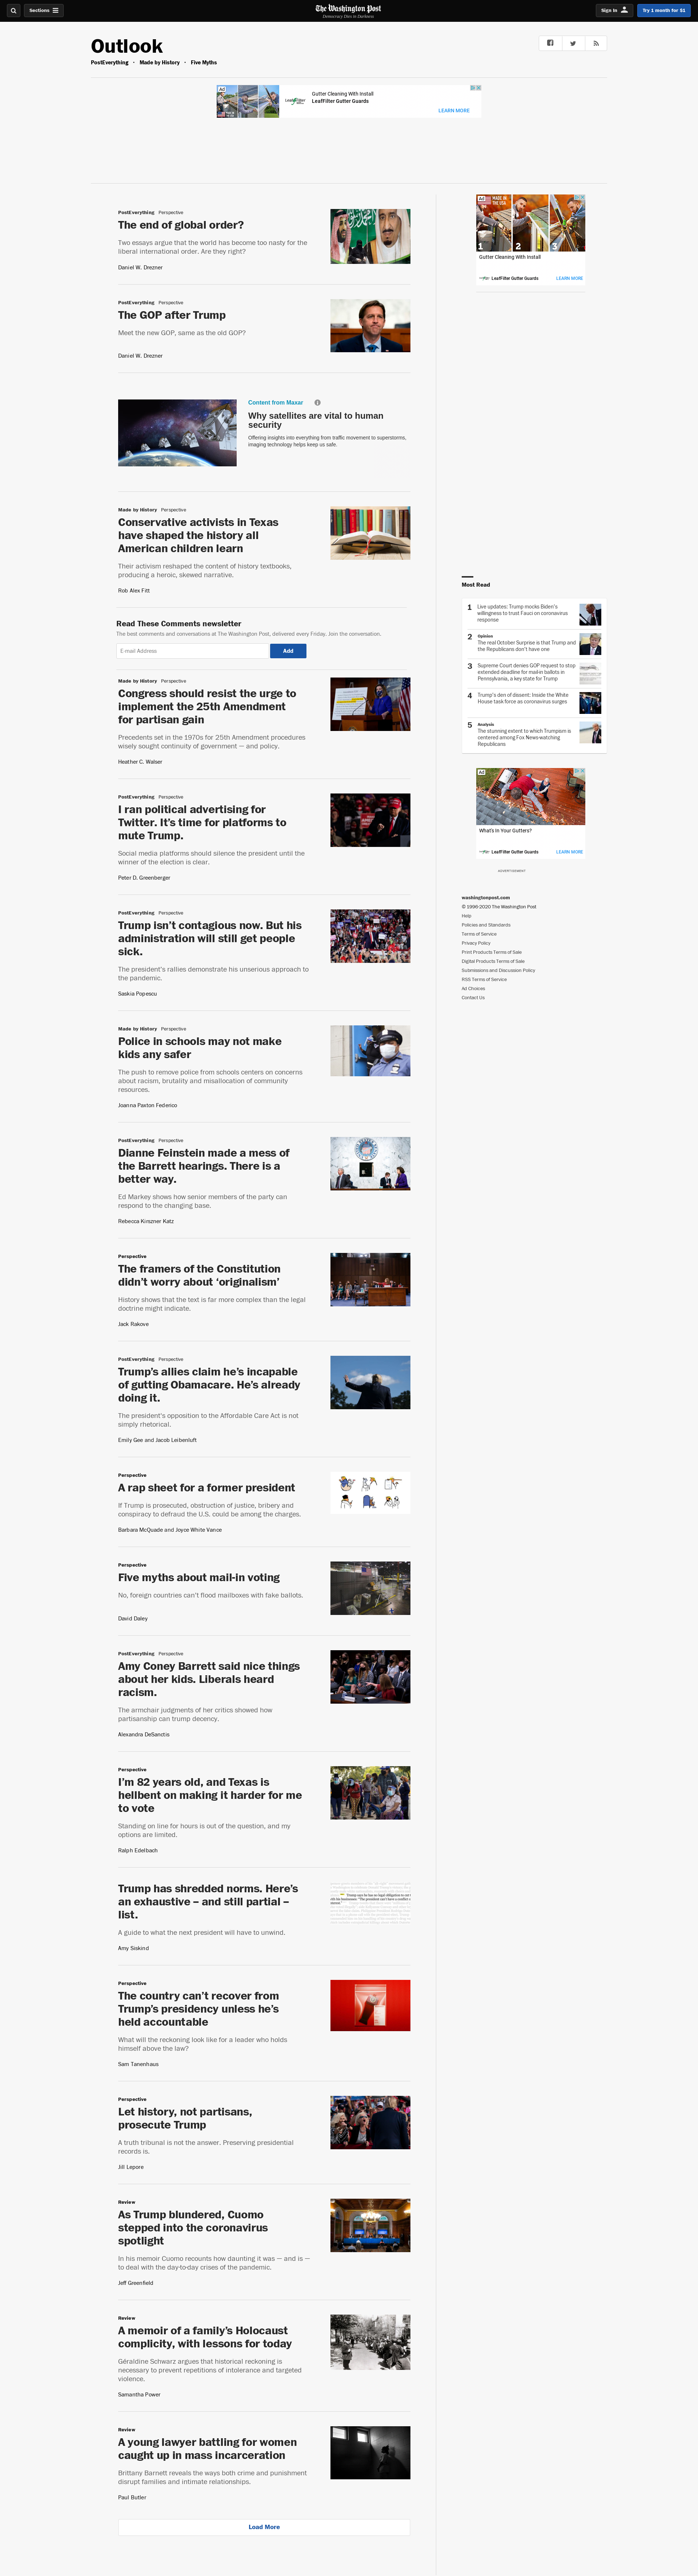 Sections
The Washington Post
Democracy Dies in Darkness
Sign In
Try 1 month for $1
Outlook
PostEverything • Made by History • Five Myths
Ad
LeafFilter
Gutter Cleaning With Install
LeafFilter Gutter Guards
LEARN MORE
PostEverything Perspective
The end of global order?
Two essays argue that the world has become too nasty for the
liberal international order. Are they right?
Daniel W. Drezner
PostEverything Perspective
The GOP after Trump
Meet the new GOP, same as the old GOP?
Daniel W. Drezner
Content from Maxar
Why satellites are vital to human
security
Offering insights into everything from traffic movement to superstorms,
imaging technology helps keep us safe.
Made by History Perspective
Conservative activists in Texas
have shaped the history all
American children learn
Their activism reshaped the content of history textbooks,
producing a heroic, skewed narrative.
Rob Alex Fitt
Read These Comments newsletter
The best comments and conversations at The Washington Post, delivered every Friday. Join the conversation.
E-mail Address
Add
Made by History Perspective
Congress should resist the urge to
implement the 25th Amendment
for partisan gain
Precedents set in the 1970s for 25th Amendment procedures
wisely sought continuity of government — and policy.
Heather C. Walser
PostEverything Perspective
I ran political advertising for
Twitter. It’s time for platforms to
mute Trump.
Social media platforms should silence the president until the
winner of the election is clear.
Peter D. Greenberger
PostEverything Perspective
Trump isn’t contagious now. But his
administration will still get people
sick.
The president’s rallies demonstrate his unserious approach to
the pandemic.
Saskia Popescu
Made by History Perspective
Police in schools may not make
kids any safer
The push to remove police from schools centers on concerns
about racism, brutality and misallocation of community
resources.
Joanna Paxton Federico
PostEverything Perspective
Dianne Feinstein made a mess of
the Barrett hearings. There is a
better way.
Ed Markey shows how senior members of the party can
respond to the changing base.
Rebecca Kirszner Katz
Perspective
The framers of the Constitution
didn’t worry about ‘originalism’
History shows that the text is far more complex than the legal
doctrine might indicate.
Jack Rakove
PostEverything Perspective
Trump’s allies claim he’s incapable
of gutting Obamacare. He’s already
doing it.
The president’s opposition to the Affordable Care Act is not
simply rhetorical.
Emily Gee and Jacob Leibenluft
Perspective
A rap sheet for a former president
If Trump is prosecuted, obstruction of justice, bribery and
conspiracy to defraud the U.S. could be among the charges.
Barbara McQuade and Joyce White Vance
Perspective
Five myths about mail-in voting
No, foreign countries can’t flood mailboxes with fake ballots.
David Daley
PostEverything Perspective
Amy Coney Barrett said nice things
about her kids. Liberals heard
racism.
The armchair judgments of her critics showed how
partisanship can trump decency.
Alexandra DeSanctis
Perspective
I’m 82 years old, and Texas is
hellbent on making it harder for me
to vote
Standing on line for hours is out of the question, and my
options are limited.
Ralph Edelbach
Trump has shredded norms. Here’s
an exhaustive – and still partial –
list.
A guide to what the next president will have to unwind.
Amy Siskind
Perspective
The country can’t recover from
Trump’s presidency unless he’s
held accountable
What will the reckoning look like for a leader who holds
himself above the law?
Sam Tanenhaus
Perspective
Let history, not partisans,
prosecute Trump
A truth tribunal is not the answer. Preserving presidential
records is.
Jill Lepore
Review
As Trump blundered, Cuomo
stepped into the coronavirus
spotlight
In his memoir Cuomo recounts how daunting it was — and is —
to deal with the day-to-day crises of the pandemic.
Jeff Greenfield
Review
A memoir of a family’s Holocaust
complicity, with lessons for today
Géraldine Schwarz argues that historical reckoning is
necessary to prevent repetitions of intolerance and targeted
violence.
Samantha Power
Review
A young lawyer battling for women
caught up in mass incarceration
Brittany Barnett reveals the ways both crime and punishment
disrupt families and intimate relationships.
Paul Butler
Load More
Ad
MADE IN
THE USA
1 2 3
Gutter Cleaning With Install
LeafFilter Gutter Guards
LEARN MORE
Most Read
1 Live updates: Trump mocks Biden’s
willingness to trust Fauci on coronavirus
response
2 Opinion
The real October Surprise is that Trump and
the Republicans don’t have one
3 Supreme Court denies GOP request to stop
extended deadline for mail-in ballots in
Pennsylvania, a key state for Trump
4 Trump’s den of dissent: Inside the White
House task force as coronavirus surges
5 Analysis
The stunning extent to which Trumpism is
centered among Fox News-watching
Republicans
Ad
What's In Your Gutters?
LeafFilter Gutter Guards
LEARN MORE
ADVERTISEMENT
washingtonpost.com
© 1996-2020 The Washington Post
Help
Policies and Standards
Terms of Service
Privacy Policy
Print Products Terms of Sale
Digital Products Terms of Sale
Submissions and Discussion Policy
RSS Terms of Service
Ad Choices
Contact Us